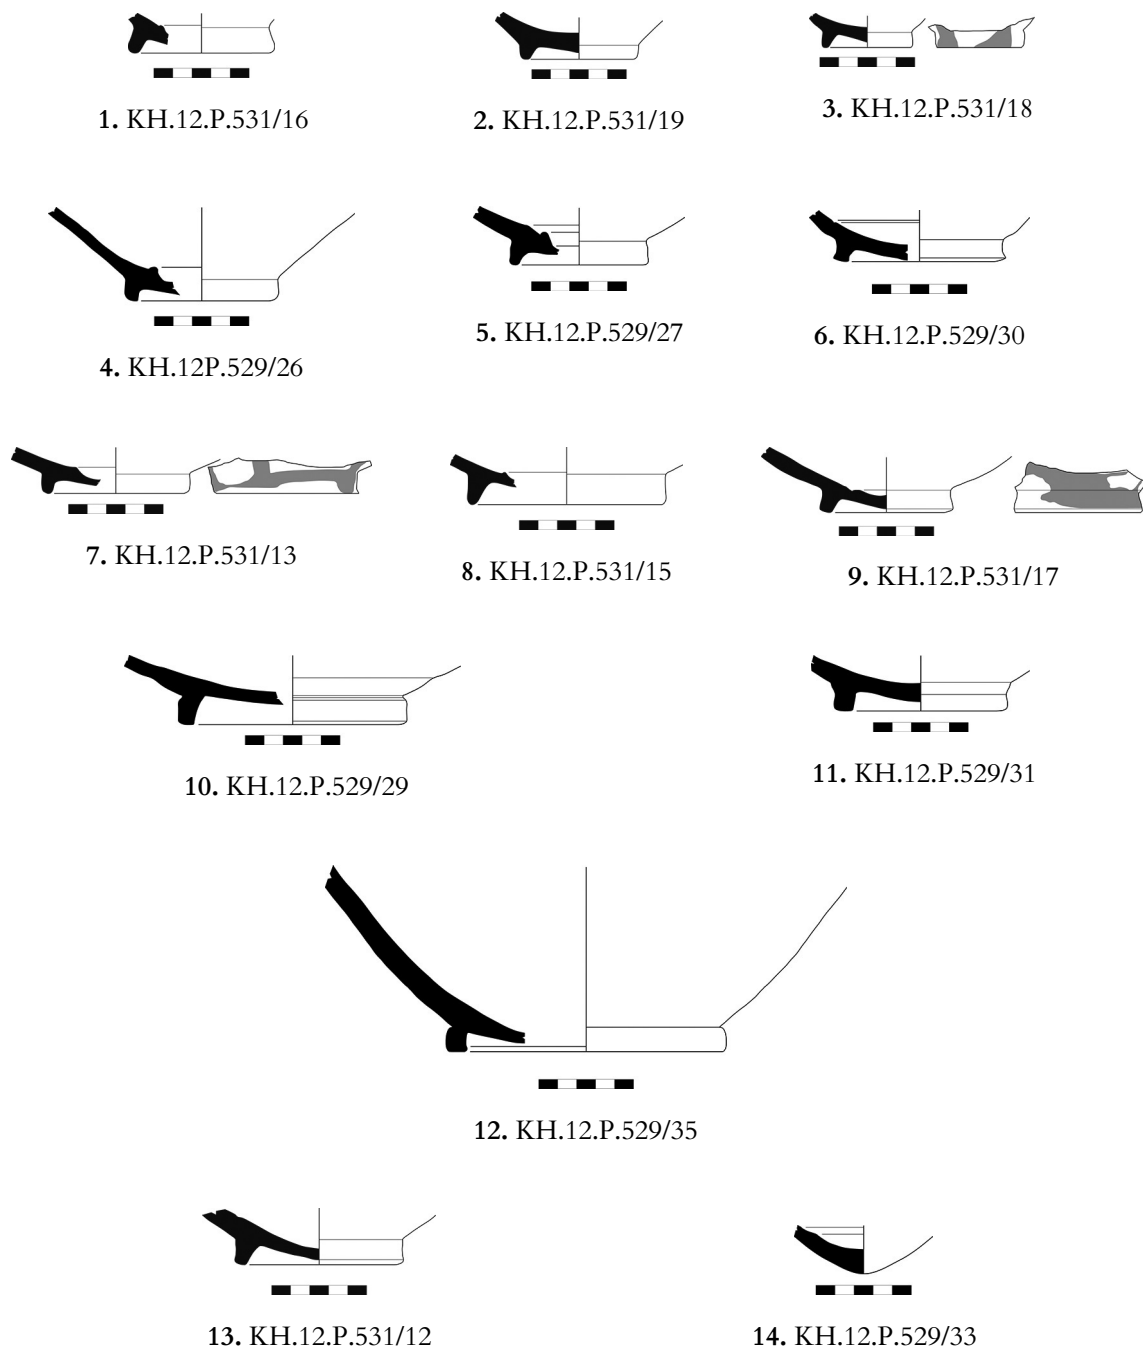 1. KH.12.P.531/16
2. KH.12.P.531/19
3. KH.12.P.531/18
4. KH.12P.529/26
5. KH.12.P.529/27
6. KH.12.P.529/30
7. KH.12.P.531/13
8. KH.12.P.531/15
9. KH.12.P.531/17
10. KH.12.P.529/29
11. KH.12.P.529/31
12. KH.12.P.529/35
13. KH.12.P.531/12
14. KH.12.P.529/33